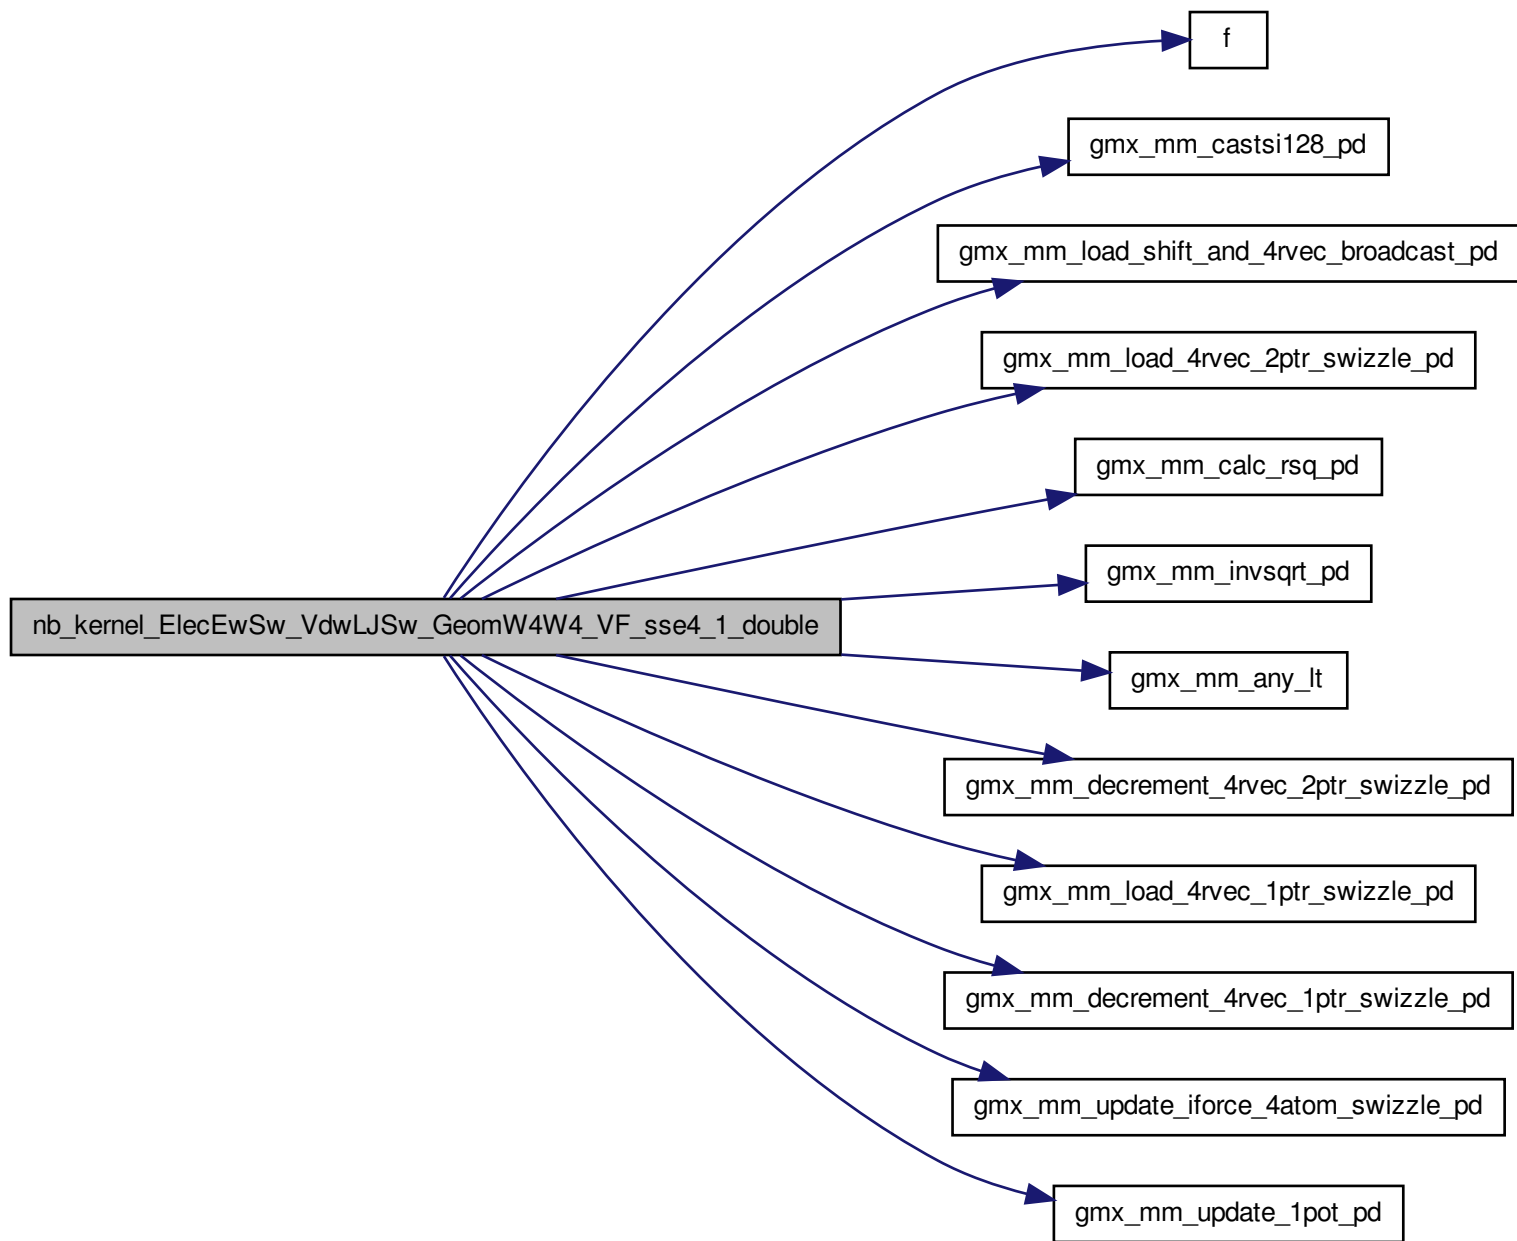 f
gmx_mm_castsi128_pd
gmx_mm_load_shift_and_4rvec_broadcast_pd
gmx_mm_load_4rvec_2ptr_swizzle_pd
gmx_mm_calc_rsq_pd
gmx_mm_invsqrt_pd
nb_kernel_ElecEwSw_VdwLJSw_GeomW4W4_VF_sse4_1_double
gmx_mm_any_lt
gmx_mm_decrement_4rvec_2ptr_swizzle_pd
gmx_mm_load_4rvec_1ptr_swizzle_pd
gmx_mm_decrement_4rvec_1ptr_swizzle_pd
gmx_mm_update_iforce_4atom_swizzle_pd
gmx_mm_update_1pot_pd